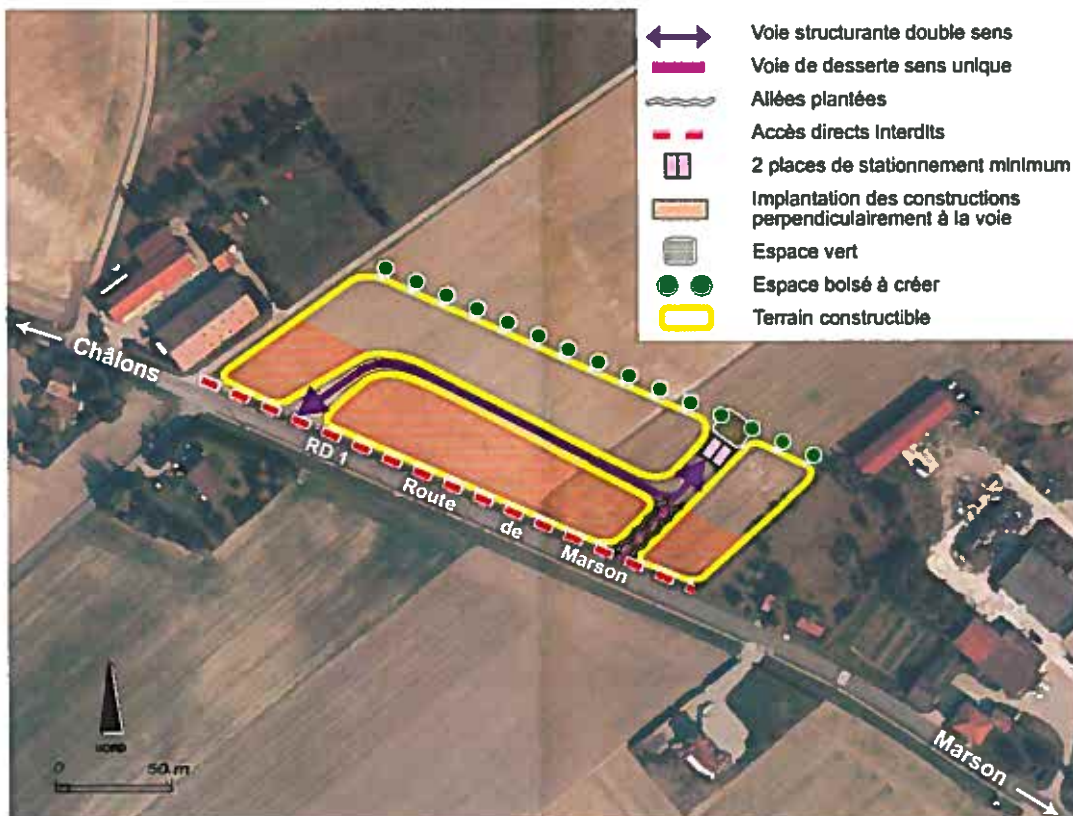 Voie structurante double sens
Voie de desserte sens unique
Allées plantées
Accès directs Interdits
2 places de stationnement minimum
Implantation des constructions
perpendiculairement à la voie
Espace vert
Espace boisé à créer
Terrain constructible
Châlons
RD 1
Route de Marson
Marson
NORD
0 50 m